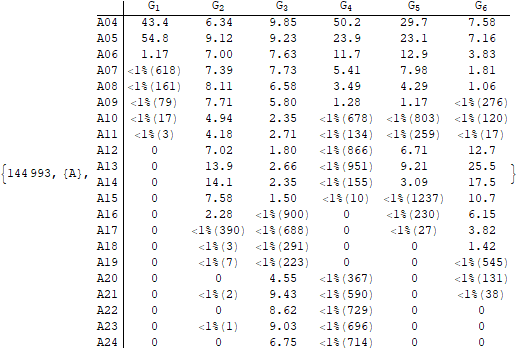 G1 G2 G3 G4 G5 G6
A04 43.4 6.34 9.85 50.2 29.7 7.58
A05 54.8 9.12 9.23 23.9 23.1 7.16
A06 1.17 7.00 7.63 11.7 12.9 3.83
A07 <1%(618) 7.39 7.73 5.41 7.98 1.81
A08 <1%(161) 8.11 6.58 3.49 4.29 1.06
A09 <1%(79) 7.71 5.80 1.28 1.17 <1%(276)
A10 <1%(17) 4.94 2.35 <1%(678) <1%(803) <1%(120)
A11 <1%(3) 4.18 2.71 <1%(134) <1%(259) <1%(17)
A12 0 7.02 1.80 <1%(866) 6.71 12.7
A13 0 13.9 2.66 <1%(951) 9.21 25.5
{144 993, {A}, A14 0 14.1 2.35 <1%(155) 3.09 17.5 }
A15 0 7.58 1.50 <1%(10) <1%(1237) 10.7
A16 0 2.28 <1%(900) 0 <1%(230) 6.15
A17 0 <1%(390) <1%(688) 0 <1%(27) 3.82
A18 0 <1%(3) <1%(291) 0 0 1.42
A19 0 <1%(7) <1%(223) 0 0 <1%(545)
A20 0 0 4.55 <1%(367) 0 <1%(131)
A21 0 <1%(2) 9.43 <1%(590) 0 <1%(38)
A22 0 0 8.62 <1%(729) 0 0
A23 0 <1%(1) 9.03 <1%(696) 0 0
A24 0 0 6.75 <1%(714) 0 0